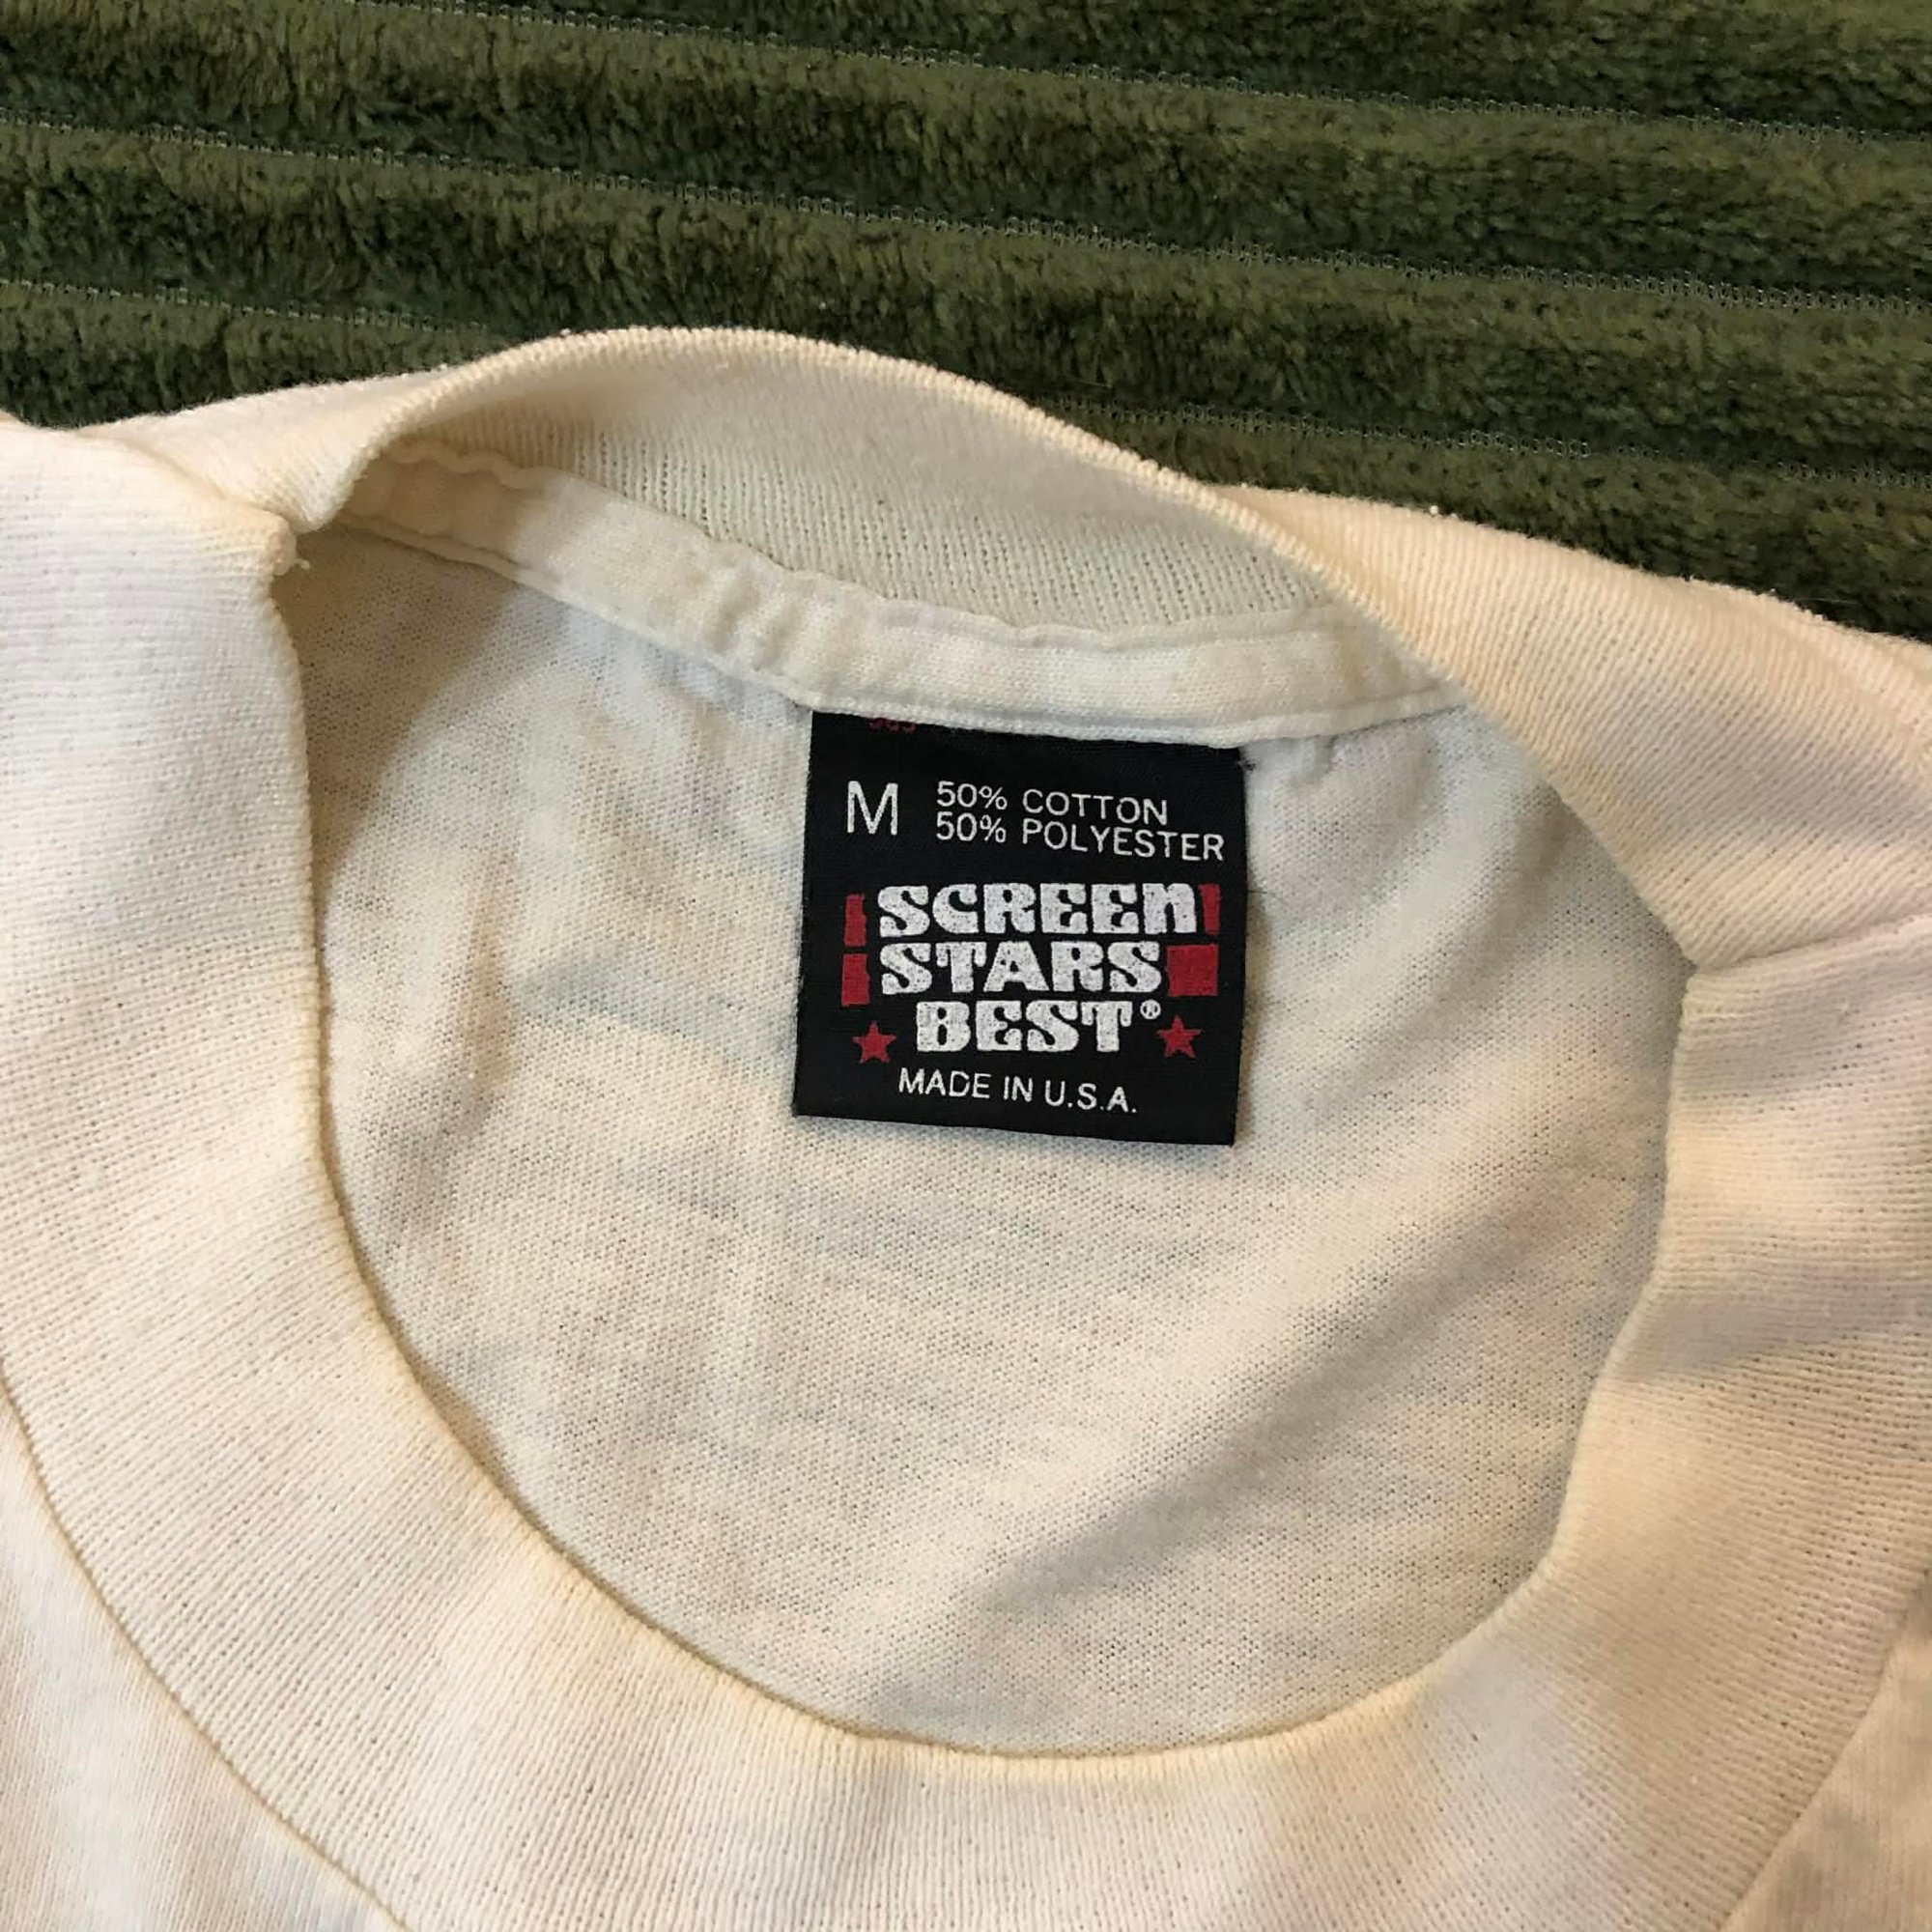 M 50% COTTON
50% POLYESTER
SCREEN
STARS
BEST®
MADE IN U.S.A.